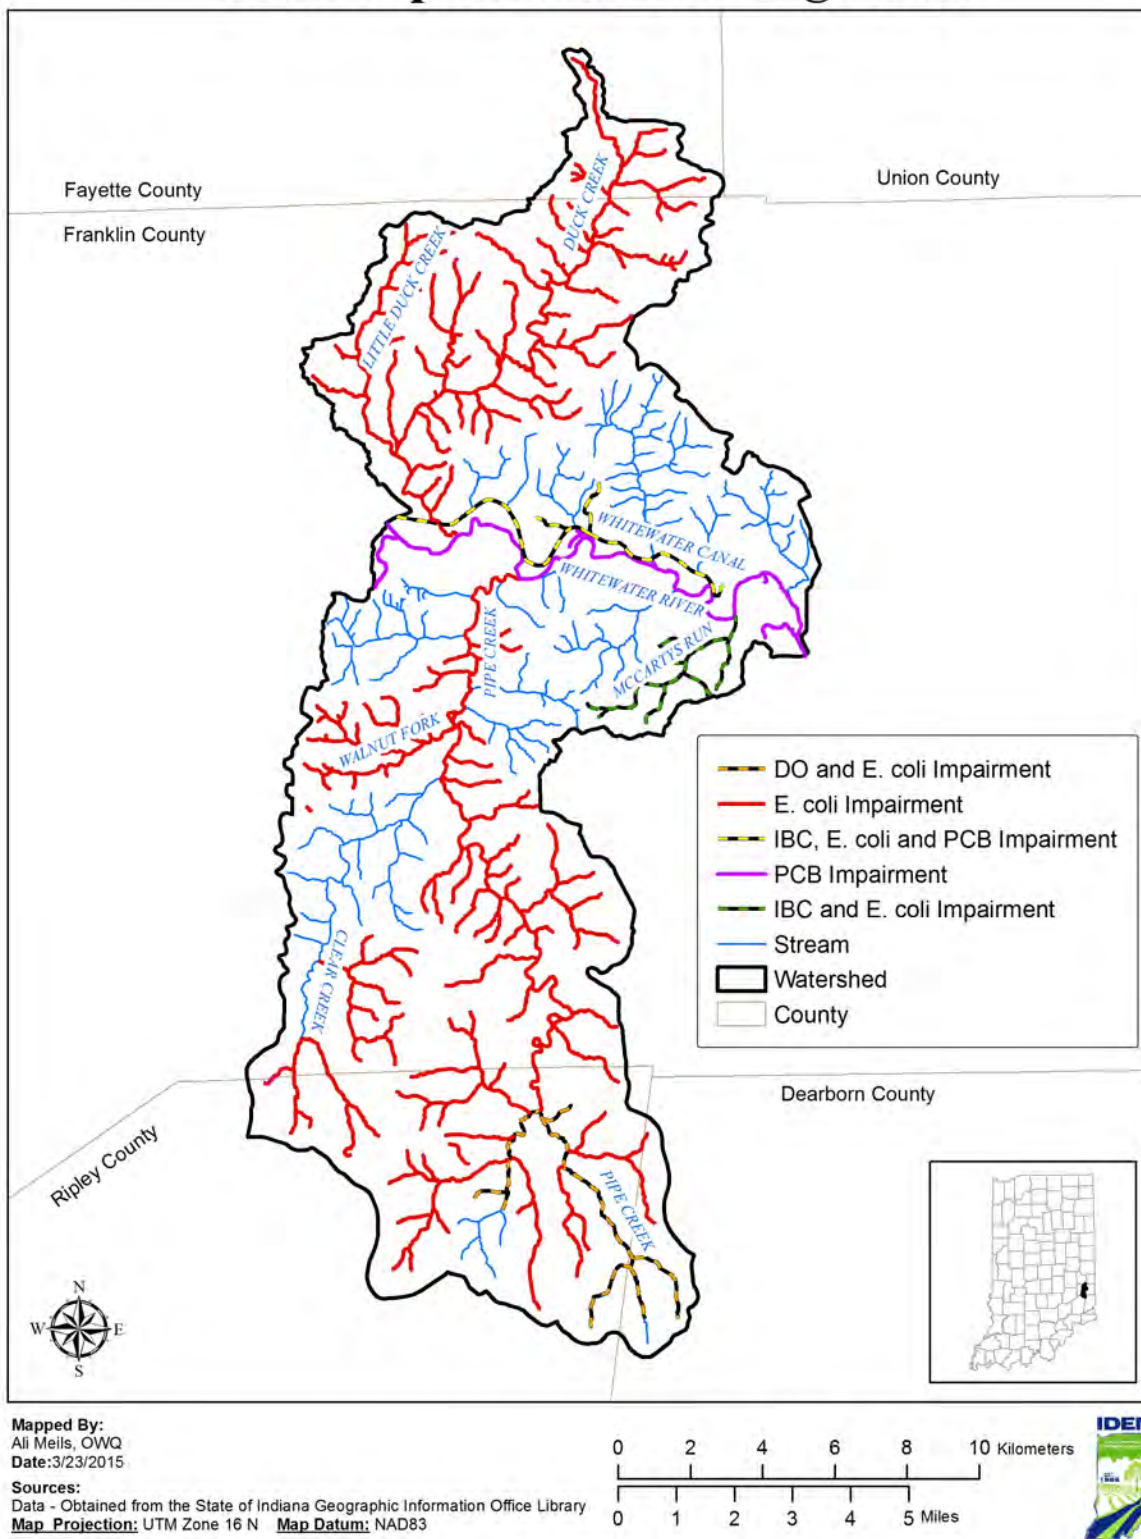 Fayette County
Union County
Franklin County
DUCK CREEK
LITTLE DUCK CREEK
WHITEWATER CANAL
WHITEWATER RIVER
PIPE CREEK
MCCARTYS RUN
WALNUT FORK
CLEAR CREEK
DO and E. coli Impairment
E. coli Impairment
IBC, E. coli and PCB Impairment
PCB Impairment
IBC and E. coli Impairment
Stream
Watershed
County
Dearborn County
Ripley County
PIPE CREEK
N
W E
S
Mapped By:
Ali Meils, OWQ
Date:3/23/2015
Sources:
Data - Obtained from the State of Indiana Geographic Information Office Library
Map Projection: UTM Zone 16 N Map Datum: NAD83
0 2 4 6 8 10 Kilometers
0 1 2 3 4 5 Miles